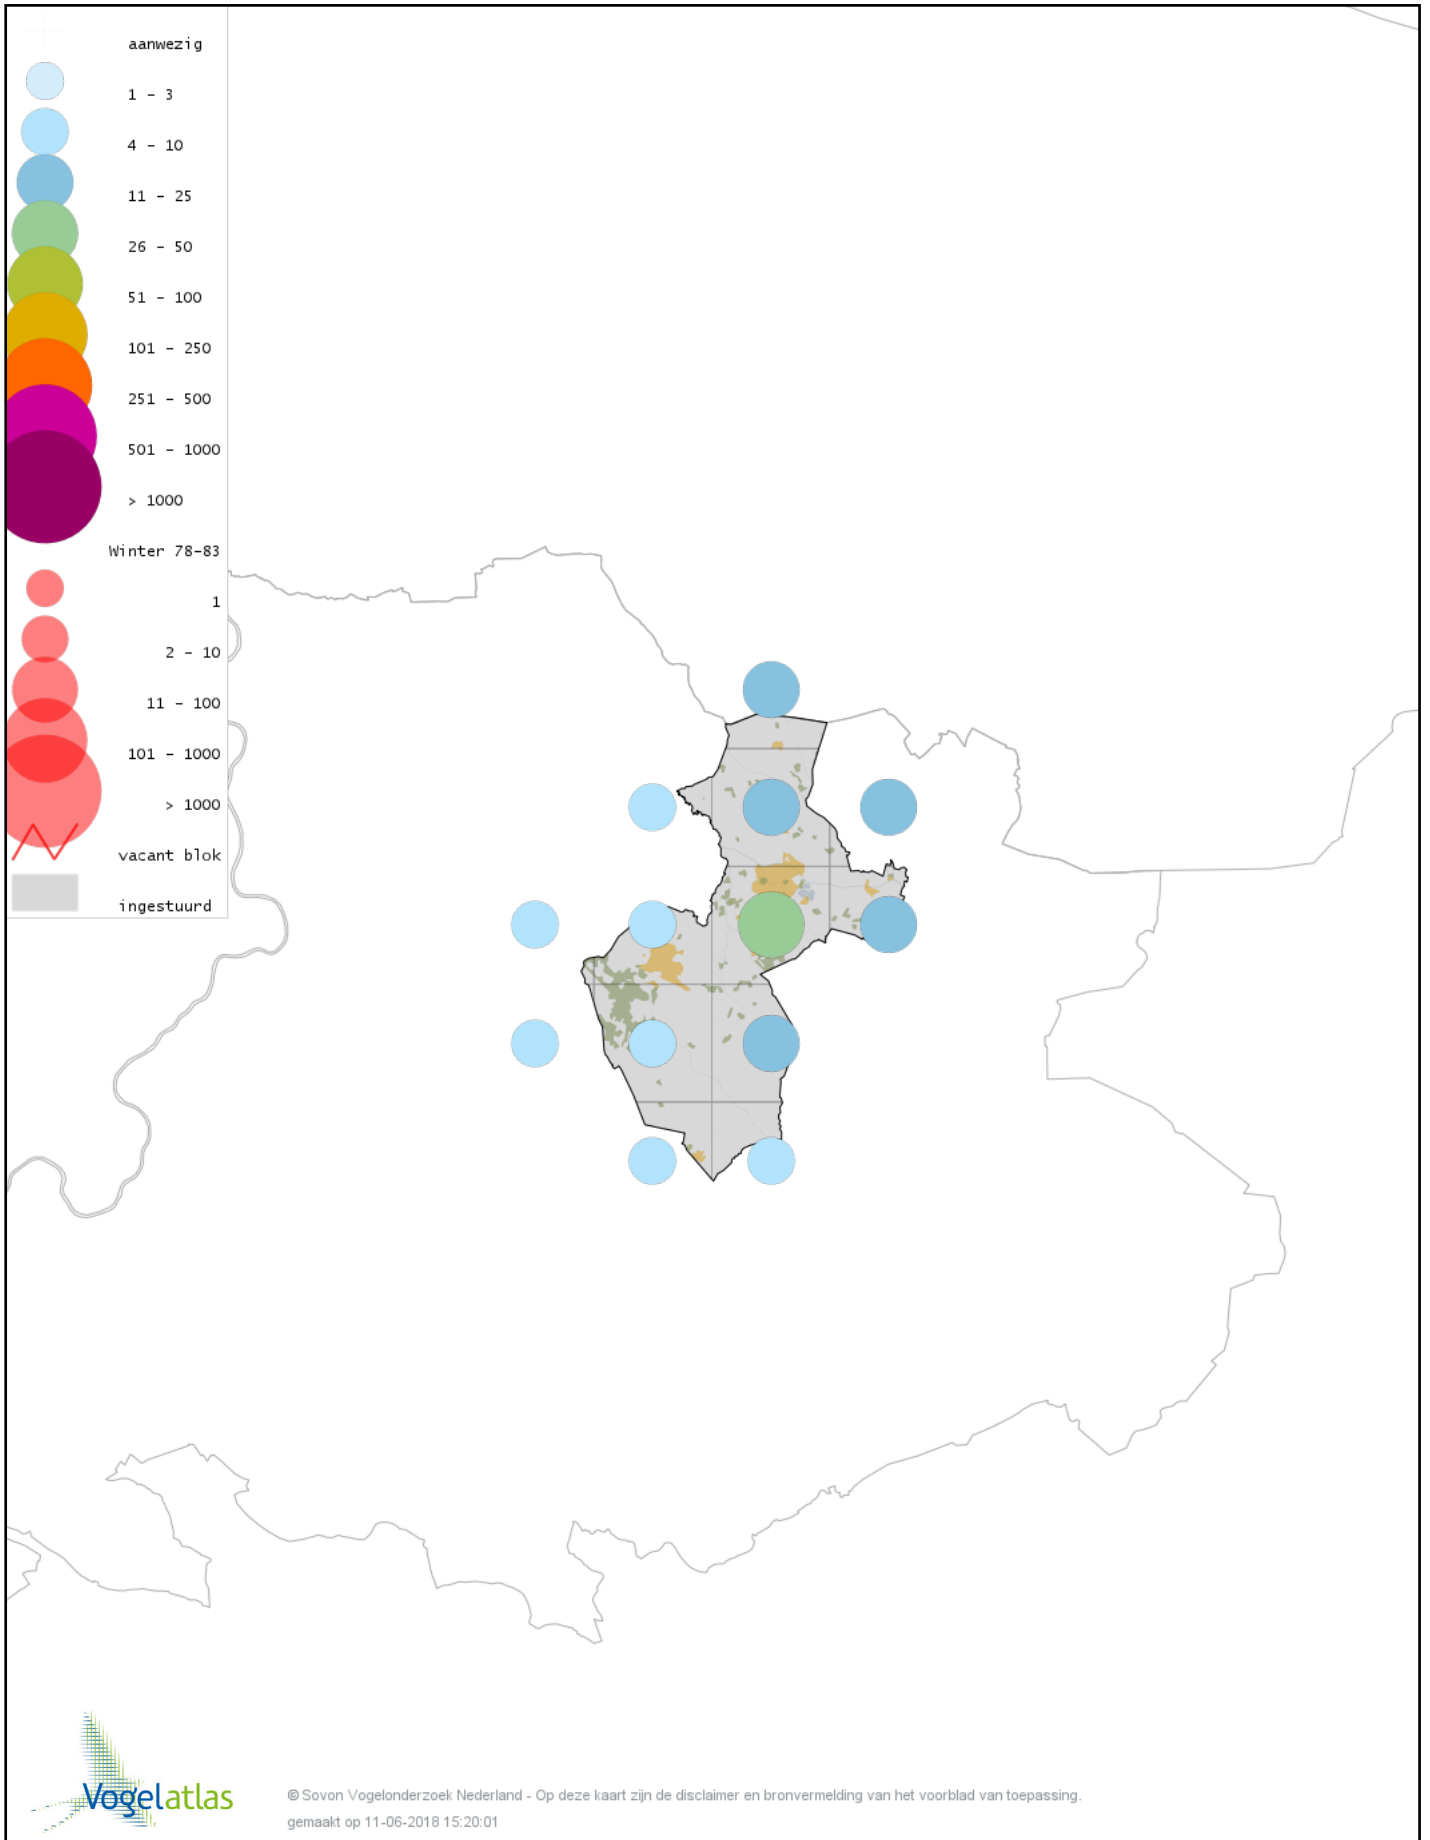 aanwezig
1 - 3
4 - 10
11 - 25
26 - 50
51 - 100
101 - 250
251 - 500
501 - 1000
> 1000
Winter 78-83
1
2 - 10
11 - 100
101 - 1000
> 1000
vacant blok
ingestuurd
Vogelatlas
© Sovon Vogelonderzoek Nederland - Op deze kaart zijn de disclaimer en bronvermelding van het voorblad van toepassing.
gemaakt op 11-06-2018 15:20:01